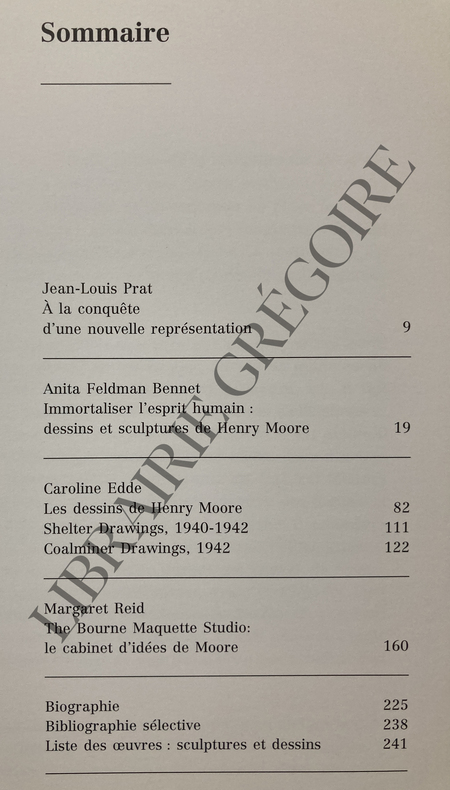 Sommaire
Jean-Louis Prat
À la conquête
d'une nouvelle représentation 9
Anita Feldman Bennet
Immortaliser l'esprit humain :
dessins et sculptures de Henry Moore 19
Caroline Edde
Les dessins de Henry Moore 82
Shelter Drawings, 1940-1942 111
Coalminer Drawings, 1942 122
Margaret Reid
The Bourne Maquette Studio:
le cabinet d'idées de Moore 160
Biographie 225
Bibliographie sélective 238
Liste des œuvres : sculptures et dessins 241
LIBRAIRIE GRÉGOIRE